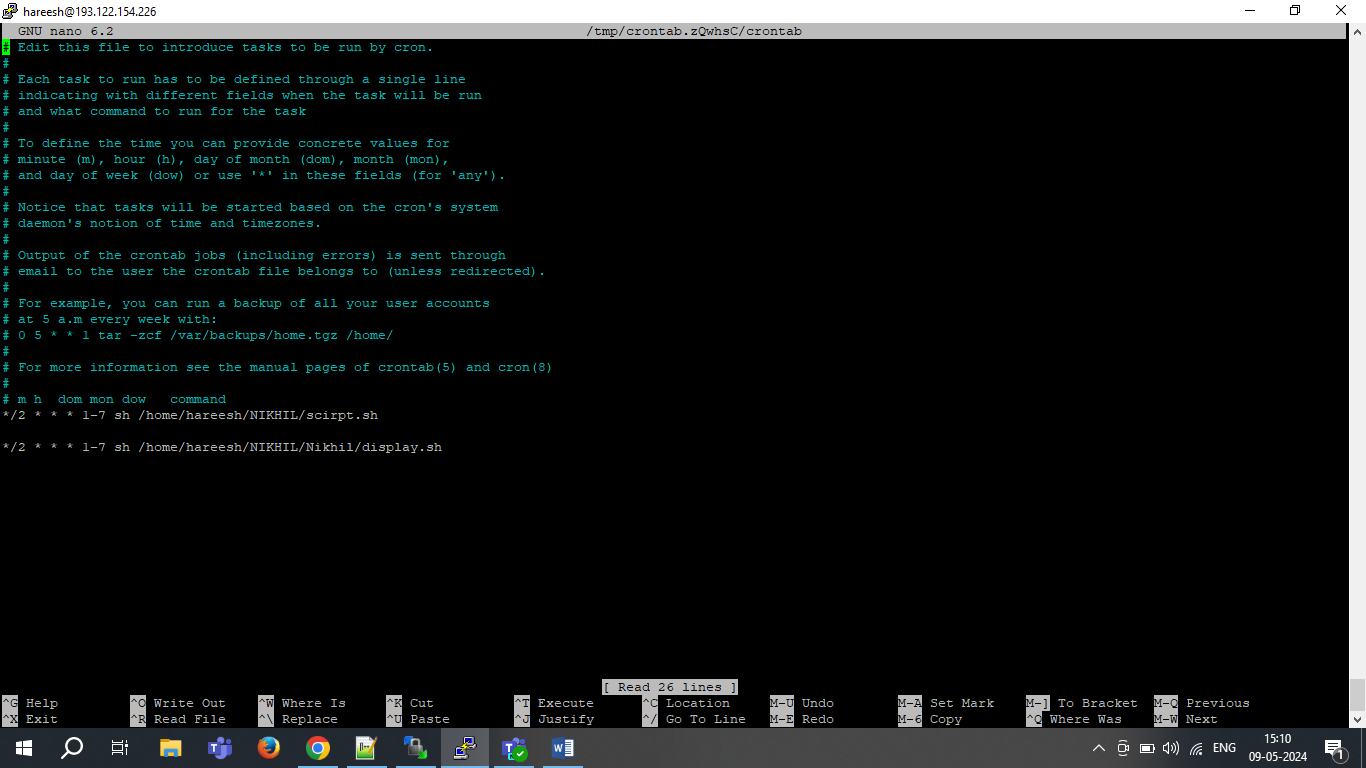 hareesh@193.122.154.226
GNU nano 6.2 /tmp/crontab.zQwhsC/crontab
# Edit this file to introduce tasks to be run by cron.
#
# Each task to run has to be defined through a single line
# indicating with different fields when the task will be run
# and what command to run for the task
#
# To define the time you can provide concrete values for
# minute (m), hour (h), day of month (dom), month (mon),
# and day of week (dow) or use '*' in these fields (for 'any').
#
# Notice that tasks will be started based on the cron's system
# daemon's notion of time and timezones.
#
# Output of the crontab jobs (including errors) is sent through
# email to the user the crontab file belongs to (unless redirected).
#
# For example, you can run a backup of all your user accounts
# at 5 a.m every week with:
# 0 5 * * 1 tar -zcf /var/backups/home.tgz /home/
#
# For more information see the manual pages of crontab(5) and cron(8)
#
# m h  dom mon dow   command
*/2 * * * 1-7 sh /home/hareesh/NIKHIL/scirpt.sh
*/2 * * * 1-7 sh /home/hareesh/NIKHIL/Nikhil/display.sh
[ Read 26 lines ]
^G Help ^O Write Out ^W Where Is ^K Cut ^T Execute ^C Location M-U Undo M-A Set Mark M-] To Bracket M-Q Previous
^X Exit ^R Read File ^\ Replace ^U Paste ^J Justify ^/ Go To Line M-E Redo M-6 Copy ^Q Where Was M-W Next
ENG
15:10
09-05-2024
1